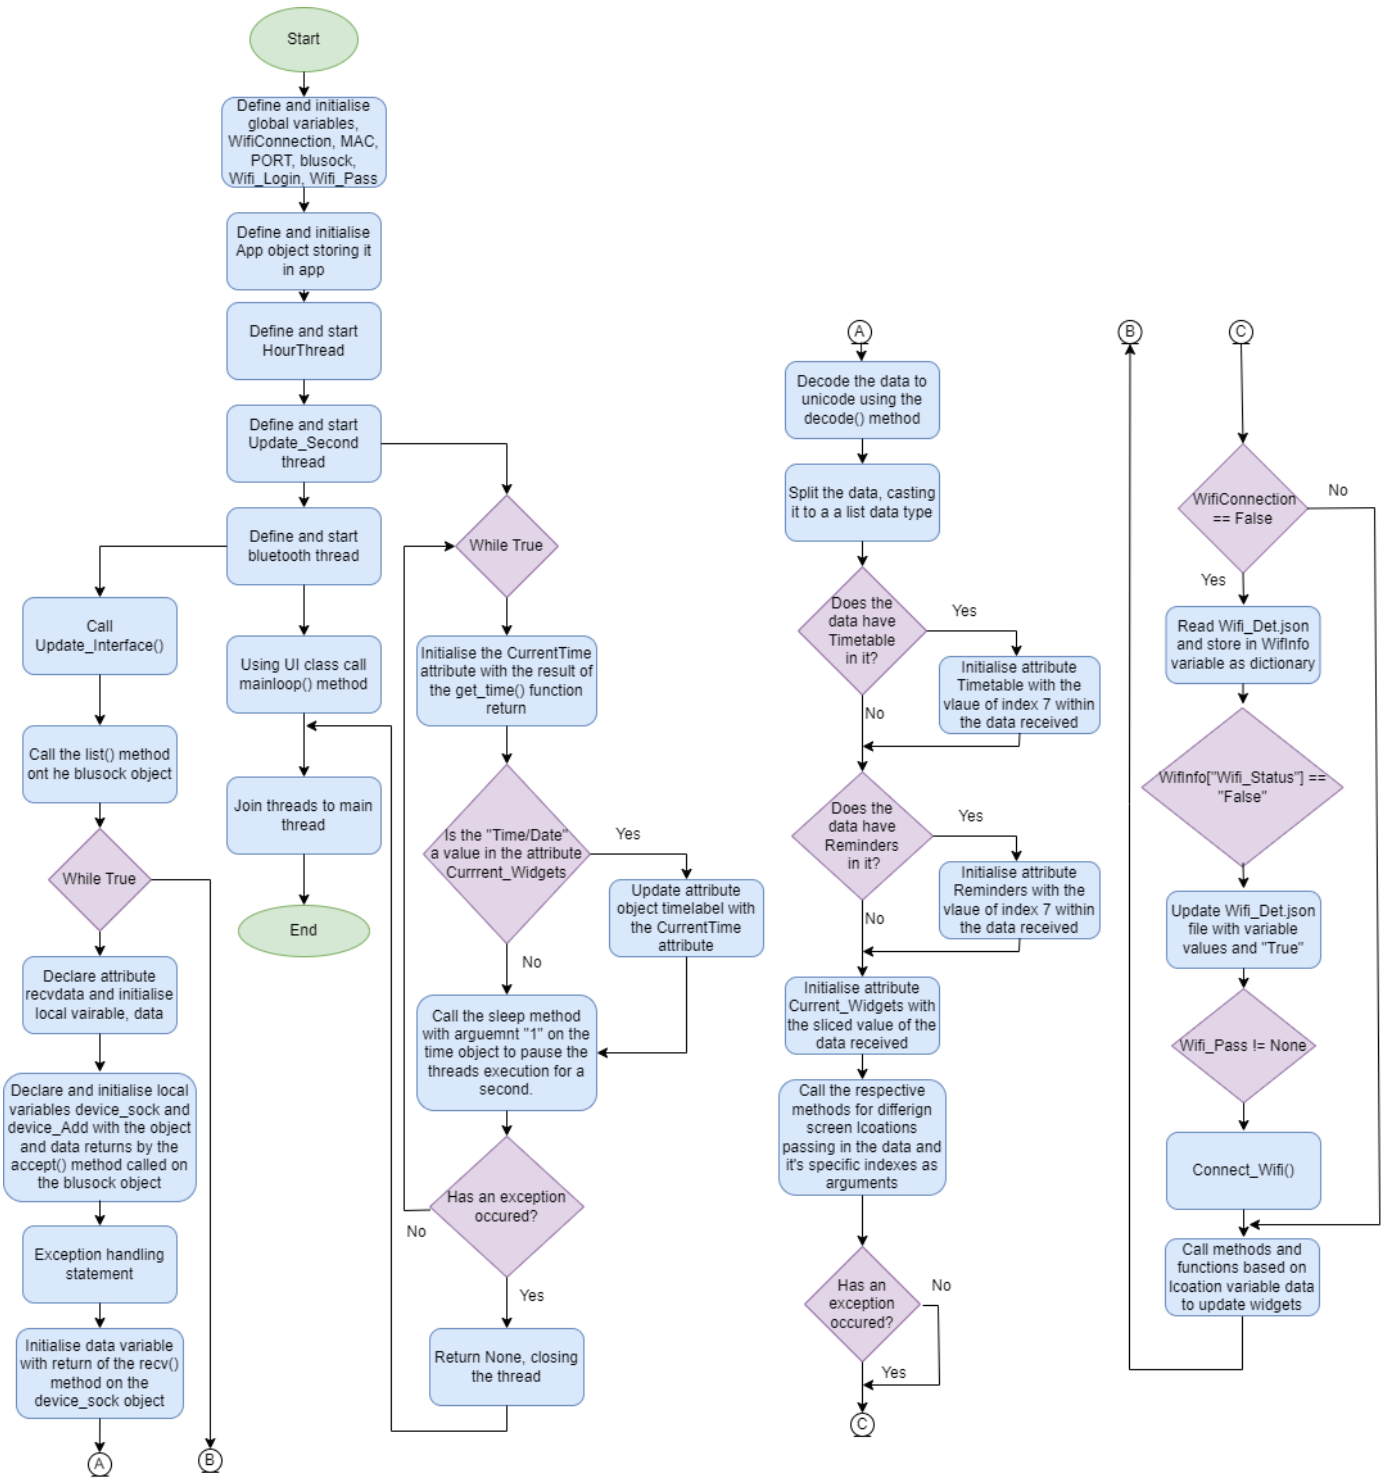 Start
Define and initialise
global variables,
WifiConnection, MAC,
PORT, blusock,
Wifi_Login, Wifi_Pass
Define and initialise
App object storing it
in app
Define and start
HourThread
Define and start
Update_Second
thread
Define and start
bluetooth thread
Using UI class call
mainloop() method
Join threads to main
thread
End
Call
Update_Interface()
Call the list() method
ont he blusock object
While True
Declare attribute
recvdata and initialise
local vairable, data
Declare and initialise local
variables device_sock and
device_Add with the object
and data returns by the
accept() method called on
the blusock object
Exception handling
statement
Initialise data variable
with return of the recv()
method on the
device_sock object
A
B
While True
Initialise the CurrentTime
attribute with the result of
the get_time() function
return
Is the "Time/Date"
a value in the attribute
Currrent_Widgets
Yes
Update attribute
object timelabel with
the CurrentTime
attribute
No
Call the sleep method
with arguemnt "1" on the
time object to pause the
threads execution for a
second.
Has an exception
occured?
No
Yes
Return None, closing
the thread
A
Decode the data to
unicode using the
decode() method
Split the data, casting
it to a a list data type
Does the
data have
Timetable
in it?
Yes
Initialise attribute
Timetable with the
vlaue of index 7 within
the data received
No
Does the
data have
Reminders
in it?
Yes
Initialise attribute
Reminders with the
vlaue of index 7 within
the data received
No
Initialise attribute
Current_Widgets with
the sliced value of the
data received
Call the respective
methods for differign
screen lcoations
passing in the data and
it's specific indexes as
arguments
Has an
exception
occured?
No
Yes
C
B
C
WifiConnection
== False
No
Yes
Read Wifi_Det.json
and store in WifInfo
variable as dictionary
WifInfo["Wifi_Status"] ==
"False"
Update Wifi_Det.json
file with variable
values and "True"
Wifi_Pass != None
Connect_Wifi()
Call methods and
functions based on
lcoation variable data
to update widgets